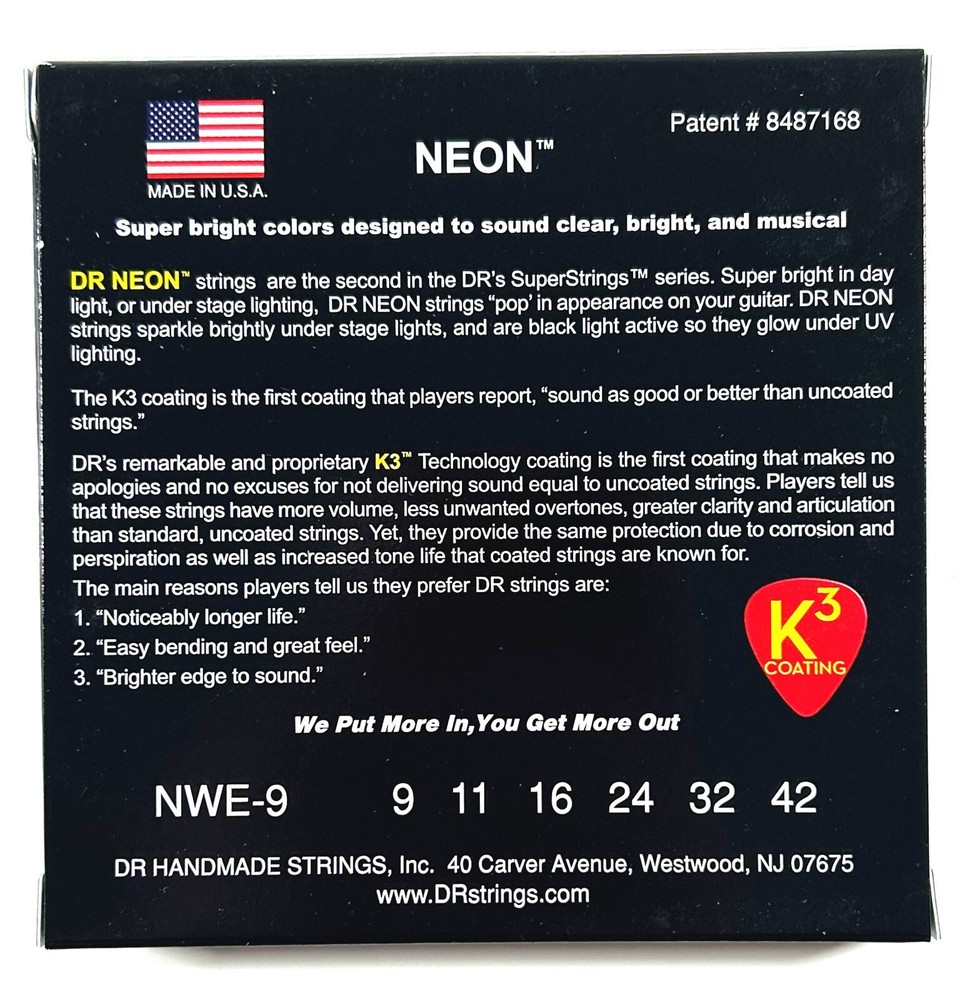 Patent # 8487168
NEON™
MADE IN U.S.A.
Super bright colors designed to sound clear, bright, and musical
DR NEON™ strings are the second in the DR's SuperStrings™ series. Super bright in day
light, or under stage lighting, DR NEON strings “pop’ in appearance on your guitar. DR NEON
strings sparkle brightly under stage lights, and are black light active so they glow under UV
lighting.
The K3 coating is the first coating that players report, “sound as good or better than uncoated
strings.”
DR's remarkable and proprietary K3™ Technology coating is the first coating that makes no
apologies and no excuses for not delivering sound equal to uncoated strings. Players tell us
that these strings have more volume, less unwanted overtones, greater clarity and articulation
than standard, uncoated strings. Yet, they provide the same protection due to corrosion and
perspiration as well as increased tone life that coated strings are known for.
The main reasons players tell us they prefer DR strings are:
1. “Noticeably longer life.”
2. “Easy bending and great feel.”
3. “Brighter edge to sound.”
K3
COATING
We Put More In,You Get More Out
NWE-9 9 11 16 24 32 42
DR HANDMADE STRINGS, Inc. 40 Carver Avenue, Westwood, NJ 07675
www.DRstrings.com